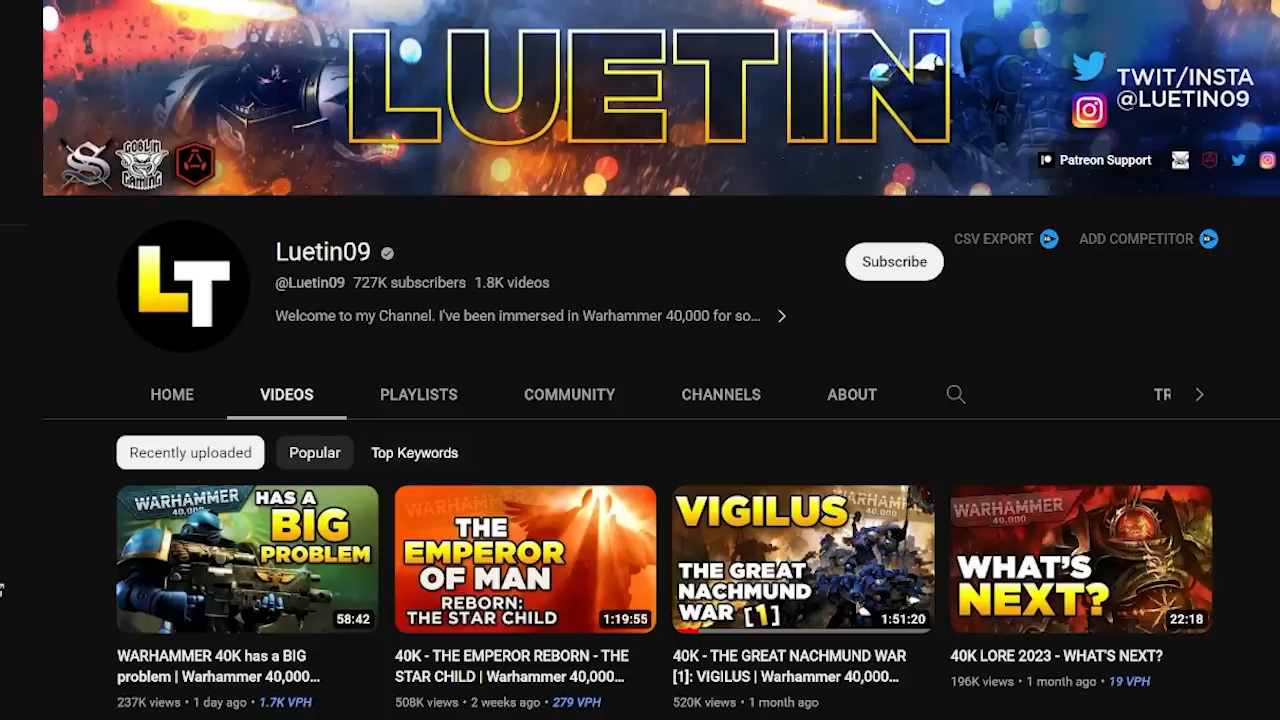 LUETIN
TWIT/INSTA
@LUETIN09
GOBLIN
GAMING
Patreon Support
LT
Luetin09
@Luetin09 727K subscribers 1.8K videos
Welcome to my Channel. I've been immersed in Warhammer 40,000 for so...
Subscribe
CSV EXPORT
ADD COMPETITOR
HOME VIDEOS PLAYLISTS COMMUNITY CHANNELS ABOUT TR
Recently uploaded Popular Top Keywords
WARHAMMER
40,000
HAS A
BIG
PROBLEM
58:42
WARHAMMER 40K has a BIG
problem | Warhammer 40,000...
237K views • 1 day ago • 1.7K VPH
WARHAMMER
40,000
THE
EMPEROR
OF MAN
REBORN:
THE STAR CHILD
1:19:55
40K - THE EMPEROR REBORN - THE
STAR CHILD | Warhammer 40,000...
508K views • 2 weeks ago • 279 VPH
WARHAM
40,000
VIGILUS
THE GREAT
NACHMUND
WAR [1]
1:51:20
40K - THE GREAT NACHMUND WAR
[1]: VIGILUS | Warhammer 40,000...
520K views • 1 month ago
WARHAMMER
40,000
WHAT'S
NEXT?
22:18
40K LORE 2023 - WHAT'S NEXT?
196K views • 1 month ago • 19 VPH